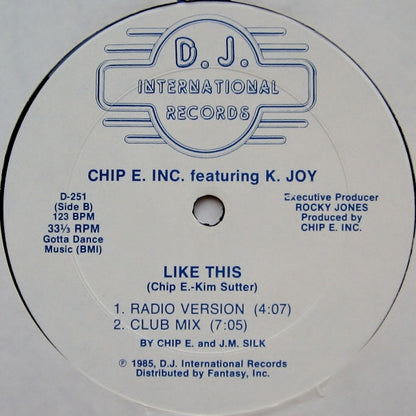 D.J.
INTERNATIONAL
RECORDS
CHIP E. INC. featuring K. JOY
D-251
(Side B)
123 BPM
33⅓ RPM
Gotta Dance
Music (BMI)
Executive Producer
ROCKY JONES
Produced by
CHIP E. INC.
LIKE THIS
(Chip E.-Kim Sutter)
1. RADIO VERSION (4:07)
2. CLUB MIX (7:05)
BY CHIP E. and J.M. SILK
℗ 1985, D.J. International Records
Distributed by Fantasy, Inc.